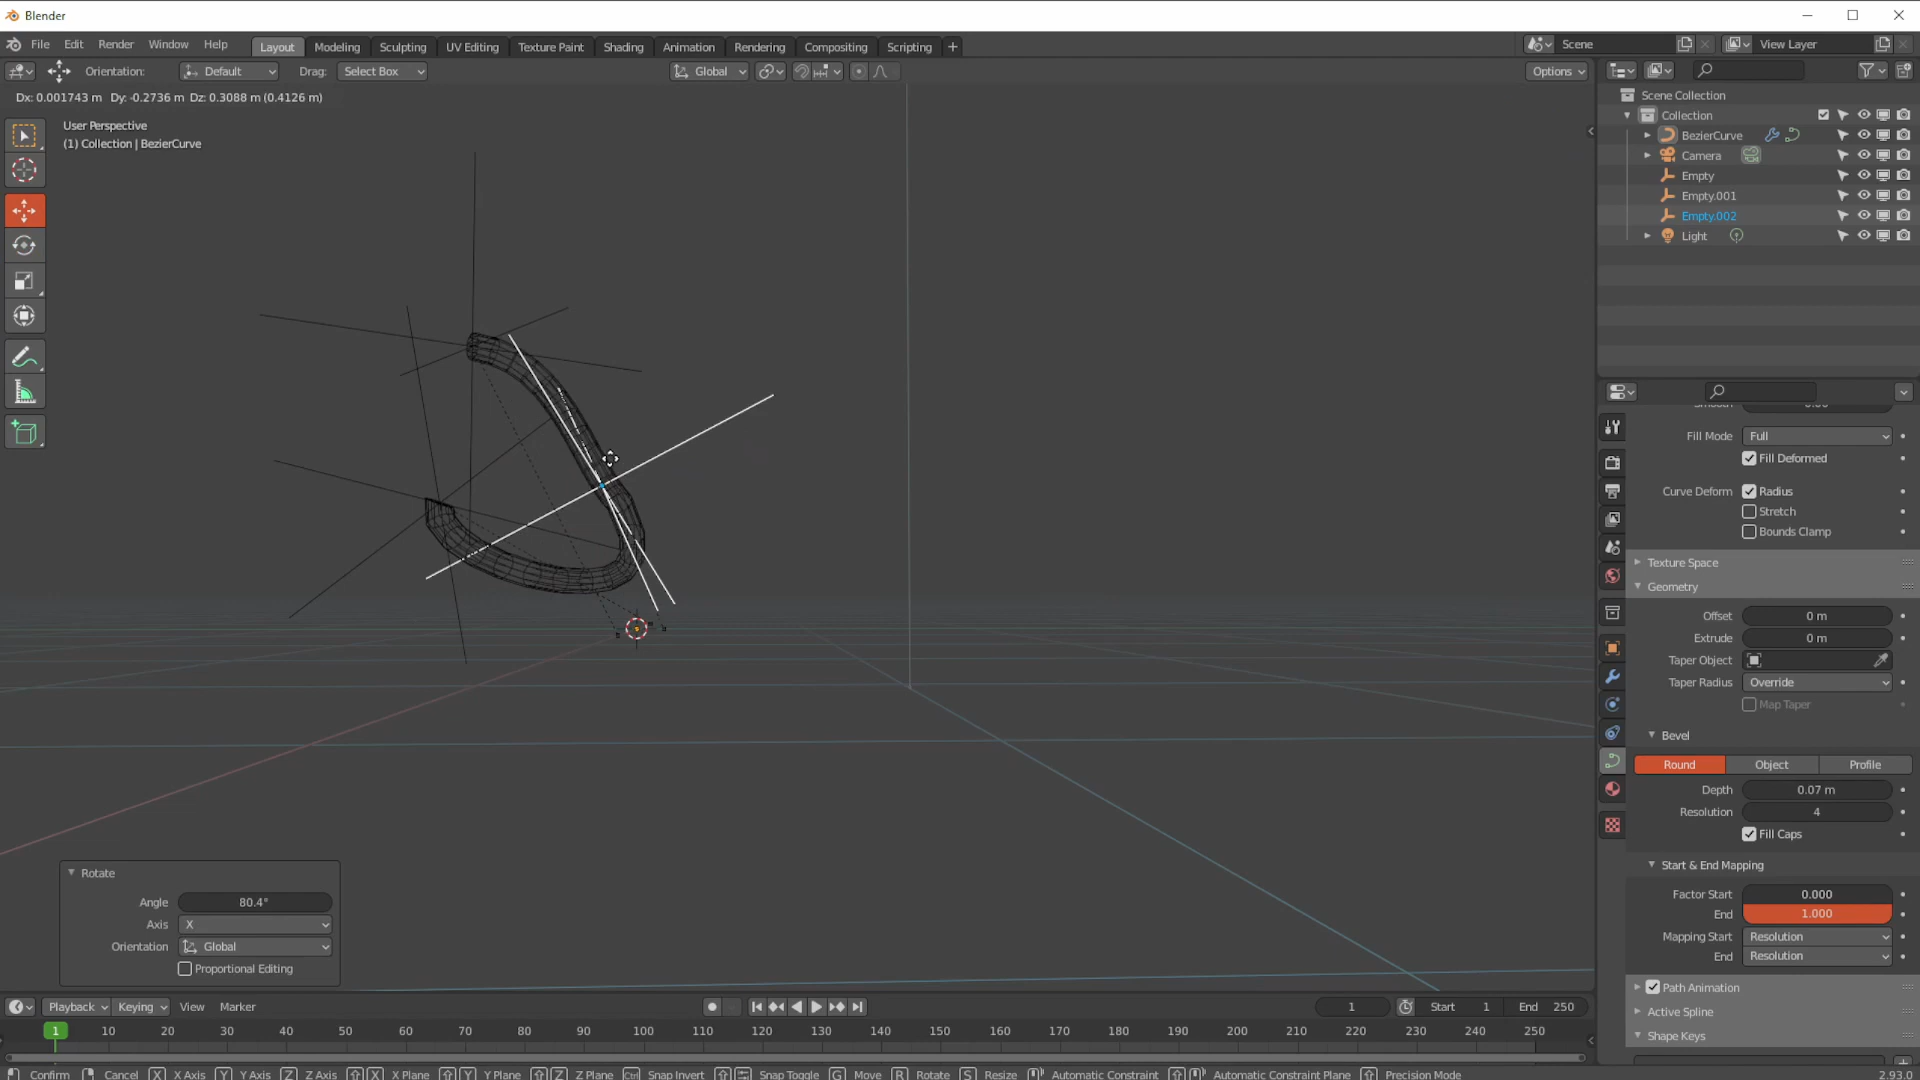 Blender
File Edit Render Window Help
Layout Modeling Sculpting UV Editing Texture Paint Shading Animation Rendering Compositing Scripting +
Scene
View Layer
Orientation: Default Drag: Select Box
Global
Options
Dx: 0.001743 m Dy: -0.2736 m Dz: 0.3088 m (0.4126 m)
User Perspective
(1) Collection | BezierCurve
Scene Collection
Collection
BezierCurve
Camera
Empty
Empty.001
Empty.002
Light
Fill Mode Full
Fill Deformed
Curve Deform Radius
Stretch
Bounds Clamp
Texture Space
Geometry
Offset 0 m
Extrude 0 m
Taper Object
Taper Radius Override
Map Taper
Bevel
Round Object Profile
Depth 0.07 m
Resolution 4
Fill Caps
Start & End Mapping
Factor Start 0.000
End 1.000
Mapping Start Resolution
End Resolution
Path Animation
Active Spline
Shape Keys
Rotate
Angle 80.4°
Axis X
Orientation Global
Proportional Editing
Playback Keying View Marker
1 Start 1 End 250
1 10 20 30 40 50 60 70 80 90 100 110 120 130 140 150 160 170 180 190 200 210 220 230 240 250
Confirm Cancel X X Axis Y Y Axis Z Z Axis X X Plane Y Y Plane Z Z Plane Ctrl Snap Invert Snap Toggle G Move R Rotate S Resize Automatic Constraint Automatic Constraint Plane Precision Mode
2.93.0